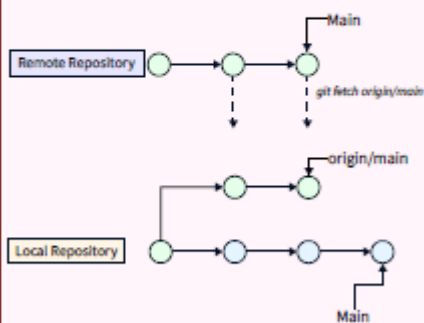 Main
Remote Repository
git fetch origin/main
origin/main
Local Repository
Main